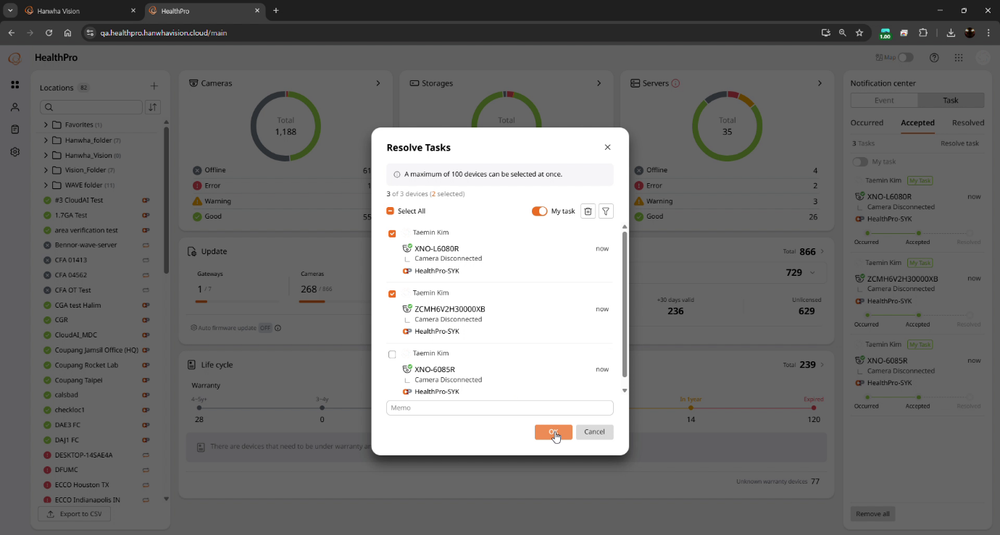 Hanwha Vision
HealthPro
qa.healthpro.hanwhavision.cloud/main
1.00
HealthPro
Map
Locations 82
Favorites (1)
Hanwha_folder (7)
Hanwha_Vision (0)
Vision_Folder (7)
WAVE folder (11)
#3 CloudAI Test
1.7GA Test
area verification test
Bennor-wave-server
CFA 01413
CFA 04562
CFA OT Test
CGA test Halim
CGR
CloudAI_MDC
Coupang Jamsil Office (HQ)
Coupang Rocket Lab
Coupang Taipei
calsbad
checkloc1
DAE3 FC
DAJ1 FC
DESKTOP-14SAE4A
DFUMC
ECCO Houston TX
ECCO Indianapolis IN
Export to CSV
Cameras
Total
1,188
Offline 61
Error 1
Warning
Good 55
Storages
Total
Servers
Total
35
Offline 4
Error 2
Warning 3
Good 26
Update
Total 866
Gateways
1 / 7
Cameras
268 / 866
Auto firmware update OFF
729
+30 days valid
236
Unlicensed
629
Life cycle
Total 239
Warranty
4~5y+
28
3~4y
0
In 1year
14
Expired
120
There are devices that need to be under warranty
Unknown warranty devices 77
Resolve Tasks
A maximum of 100 devices can be selected at once.
3 of 3 devices (2 selected)
Select All
My task
Taemin Kim
XNO-L6080R now
Camera Disconnected
HealthPro-SYK
Taemin Kim
ZCMH6V2H30000XB now
Camera Disconnected
HealthPro-SYK
Taemin Kim
XNO-6085R now
Camera Disconnected
HealthPro-SYK
Memo
OK
Cancel
Notification center
Event
Task
Occurred
Accepted
Resolved
3 Tasks
Resolve task
My task
Taemin Kim My Task
XNO-L6080R now
Camera Disconnected
HealthPro-SYK
Occurred Accepted Resolved
Taemin Kim My Task
ZCMH6V2H30000XB now
Camera Disconnected
HealthPro-SYK
Occurred Accepted Resolved
Taemin Kim My Task
XNO-6085R now
Camera Disconnected
HealthPro-SYK
Occurred Accepted Resolved
Remove all